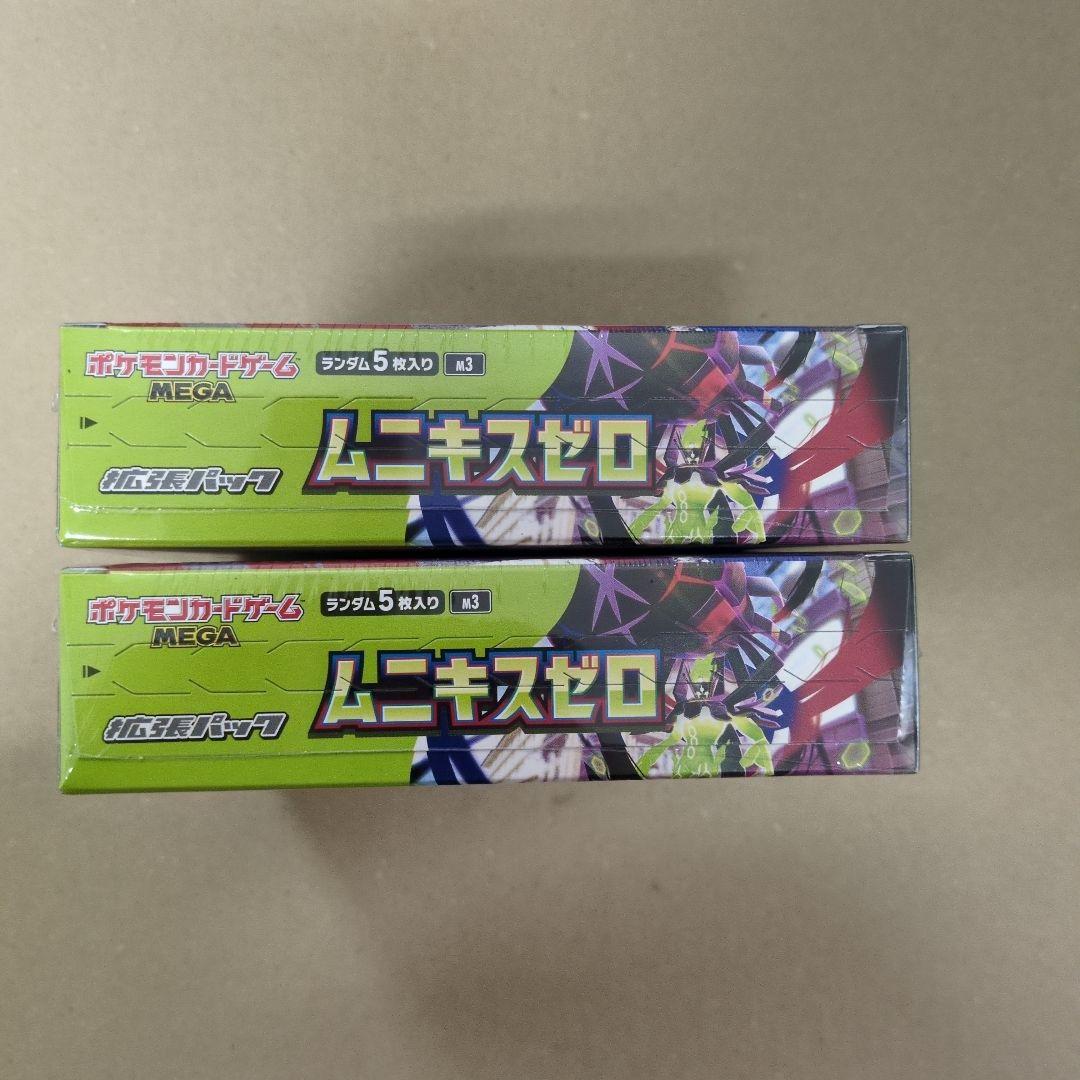 ポケモンカードゲーム
MEGA
ランダム5枚入り M3
ムニキスゼロ
拡張パック
ポケモンカードゲーム
MEGA
ランダム5枚入り M3
ムニキスゼロ
拡張パック